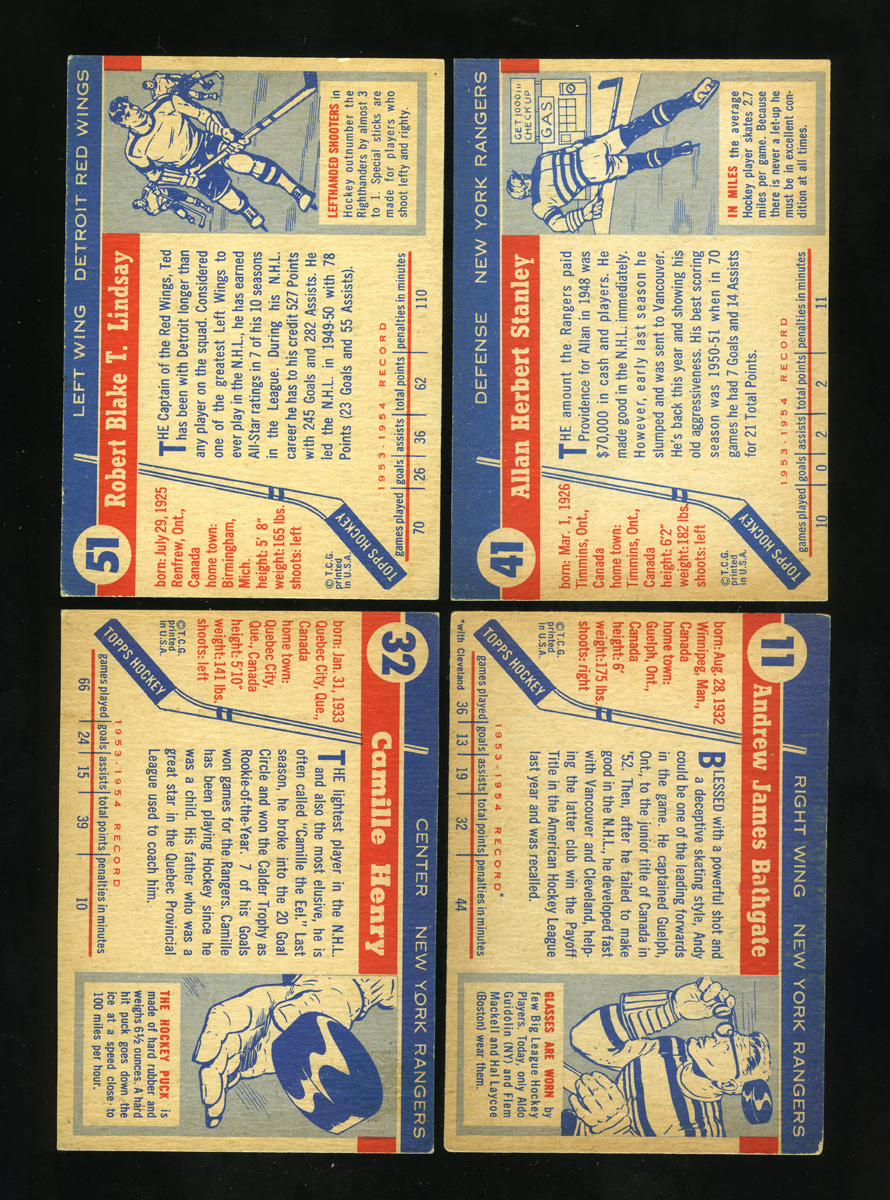 LEFT WING DETROIT RED WINGS
51
Robert Blake T. Lindsay
born: July 29, 1925
Renfrew, Ont.,
Canada
home town:
Birmingham,
Mich.
height: 5' 8"
weight: 165 lbs.
shoots: left
© T.C.G.
printed
in U.S.A.
TOPPS HOCKEY
THE Captain of the Red Wings, Ted
has been with Detroit longer than
any player on the squad. Considered
one of the greatest Left Wings to
ever play in the N.H.L., he has earned
All-Star ratings in 7 of his 10 seasons
in the League. During his N.H.L.
career he has to his credit 527 Points
with 245 Goals and 282 Assists. He
led the N.H.L. in 1949-50 with 78
Points (23 Goals and 55 Assists).
1953-1954 RECORD
games played goals assists total points penalties in minutes
70 26 36 62 110
LEFTHANDED SHOOTERS in
Hockey outnumber the
Righthanders by almost 3
to 1. Special sticks are
made for players who
shoot lefty and righty.
DEFENSE NEW YORK RANGERS
41
Allan Herbert Stanley
born: Mar. 1, 1926
Timmins, Ont.,
Canada
home town:
Timmins, Ont.,
Canada
height: 6'2"
weight: 182 lbs.
shoots: left
© T.C.G.
printed
in U.S.A.
TOPPS HOCKEY
THE amount the Rangers paid
Providence for Allan in 1948 was
$70,000 in cash and players. He
made good in the N.H.L. immediately.
However, early last season he
slumped and was sent to Vancouver.
He's back this year and showing his
old aggressiveness. His best scoring
season was 1950-51 when in 70
games he had 7 Goals and 14 Assists
for 21 Total Points.
1953-1954 RECORD
games played goals assists total points penalties in minutes
10 0 2 2 11
GET 1000TH
CHECKUP
GAS
IN MILES the average
Hockey player skates 2.7
miles per game. Because
there is never a let-up he
must be in excellent con-
dition at all times.
CENTER NEW YORK RANGERS
32
Camille Henry
born: Jan. 31, 1933
Quebec City, Que.,
Canada
home town:
Quebec City,
Que., Canada
height: 5'10"
weight: 141 lbs.
shoots: left
© T.C.G.
printed
in U.S.A.
TOPPS HOCKEY
THE lightest player in the N.H.L.
and also the most elusive, he is
often called "Camille the Eel." Last
season, he broke into the 20 Goal
Circle and won the Calder Trophy as
Rookie-of-the-Year. 7 of his Goals
won games for the Rangers. Camille
has been playing Hockey since he
was a child. His father who was a
great star in the Quebec Provincial
League used to coach him.
1953-1954 RECORD
games played goals assists total points penalties in minutes
66 24 15 39 10
THE HOCKEY PUCK is
made of hard rubber and
weighs 6½ ounces. A hard
hit puck goes down the
ice at a speed close to
100 miles per hour.
RIGHT WING NEW YORK RANGERS
11
Andrew James Bathgate
born: Aug. 28, 1932
Winnipeg, Man.,
Canada
home town:
Guelph, Ont.,
Canada
height: 6'
weight: 175 lbs.
shoots: right
© T.C.G.
printed
in U.S.A.
TOPPS HOCKEY
BLESSED with a powerful shot and
a deceptive skating style, Andy
could be one of the leading forwards
in the game. He captained Guelph,
Ont., to the junior title of Canada in
'52. Then, after he failed to make
good in the N.H.L., he developed fast
with Vancouver and Cleveland, help-
ing the latter club win the Payoff
Title in the American Hockey League
last year and was recalled.
1953-1954 RECORD*
games played goals assists total points penalties in minutes
*with Cleveland 36 13 19 32 44
GLASSES ARE WORN by
few Big League Hockey
Players. Today, only Aldo
Guidolin (NY) and Flem
Mackell and Hal Laycoe
(Boston) wear them.